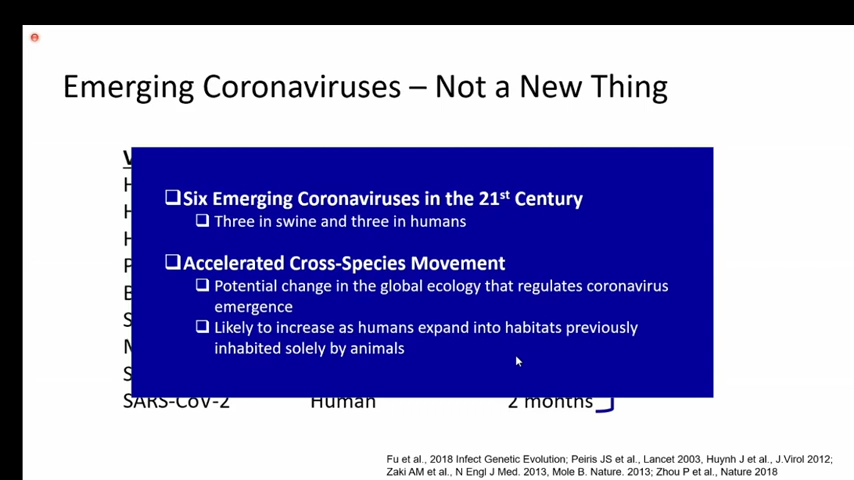 Emerging Coronaviruses – Not a New Thing
V
H
❑Six Emerging Coronaviruses in the 21st Century
H
❑ Three in swine and three in humans
H
P
❑Accelerated Cross-Species Movement
E
❑ Potential change in the global ecology that regulates coronavirus
emergence
S
❑ Likely to increase as humans expand into habitats previously
M
inhabited solely by animals
S
SARS-CoV-2 Human 2 months
Fu et al., 2018 Infect Genetic Evolution; Peiris JS et al., Lancet 2003, Huynh J et al., J.Virol 2012;
Zaki AM et al., N Engl J Med. 2013, Mole B. Nature. 2013; Zhou P et al., Nature 2018